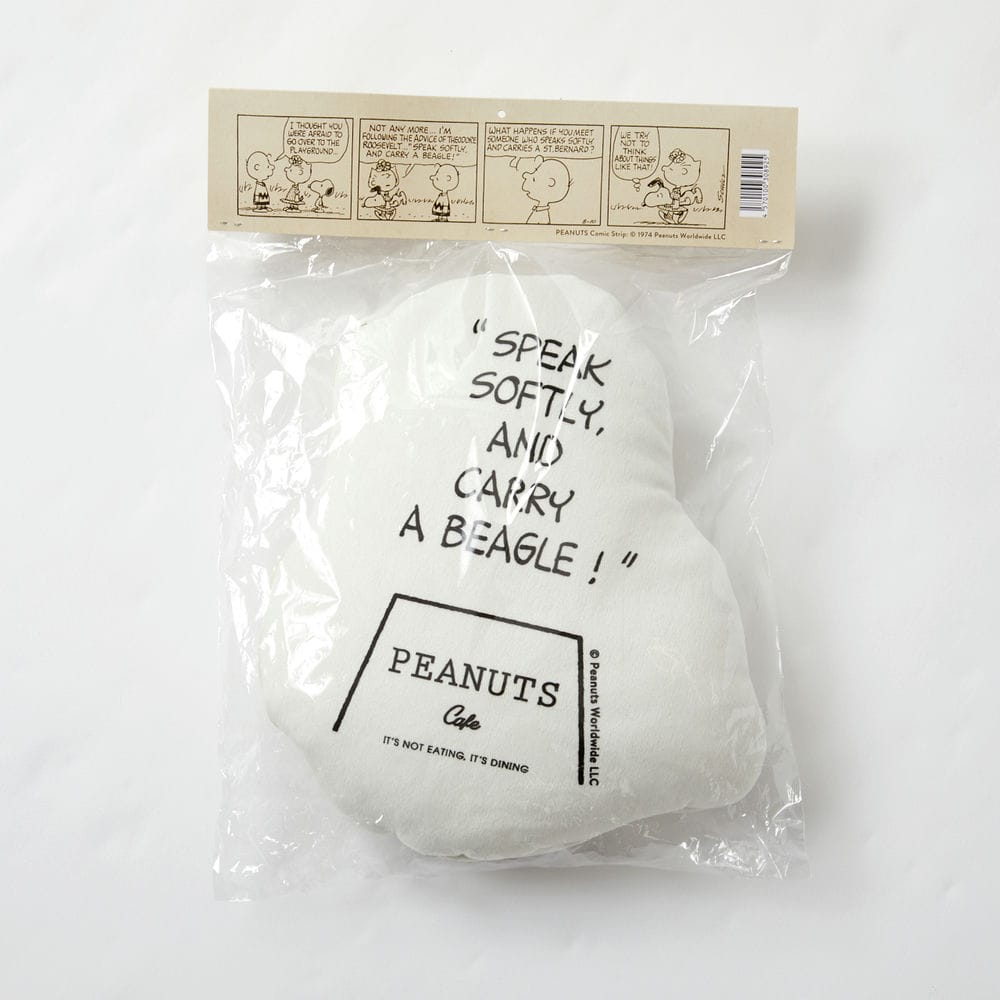 I THOUGHT YOU
WERE AFRAID TO
GO OVER TO THE
PLAYGROUND...
NOT ANY MORE... I'M
FOLLOWING THE ADVICE OF THEODORE
ROOSEVELT..."SPEAK SOFTLY,
AND CARRY A BEAGLE!"
WHAT HAPPENS IF YOU MEET
SOMEONE WHO SPEAKS SOFTLY
AND CARRIES A ST. BERNARD?
8-10
WE TRY
NOT TO
THINK
ABOUT THINGS
LIKE THAT!
SCHULZ
PEANUTS Comic Strip: © 1974 Peanuts Worldwide LLC
"SPEAK
SOFTLY,
AND
CARRY
A BEAGLE!"
PEANUTS
Cafe
IT'S NOT EATING, IT'S DINING
© Peanuts Worldwide LLC